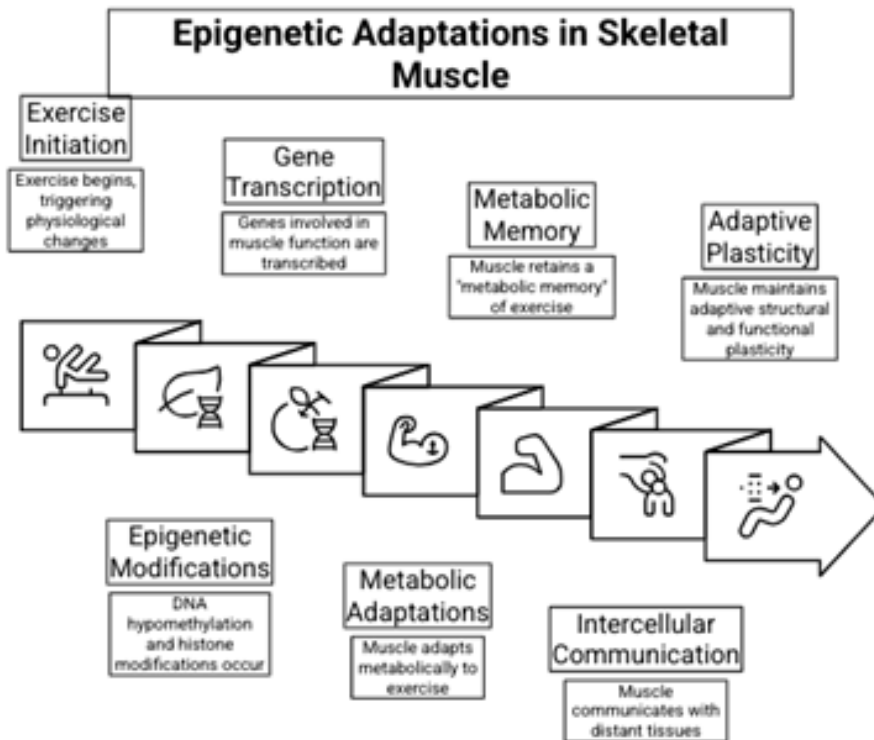 Epigenetic Adaptations in Skeletal
Muscle
Exercise
Initiation
Exercise begins,
triggering
physiological
changes
Gene
Transcription
Genes involved in
muscle function are
transcribed
Metabolic
Memory
Muscle retains a
"metabolic memory"
of exercise
Adaptive
Plasticity
Muscle maintains
adaptive structural
and functional
plasticity
Epigenetic
Modifications
DNA
hypomethylation
and histone
modifications occur
Metabolic
Adaptations
Muscle adapts
metabolically to
exercise
Intercellular
Communication
Muscle
communicates with
distant tissues